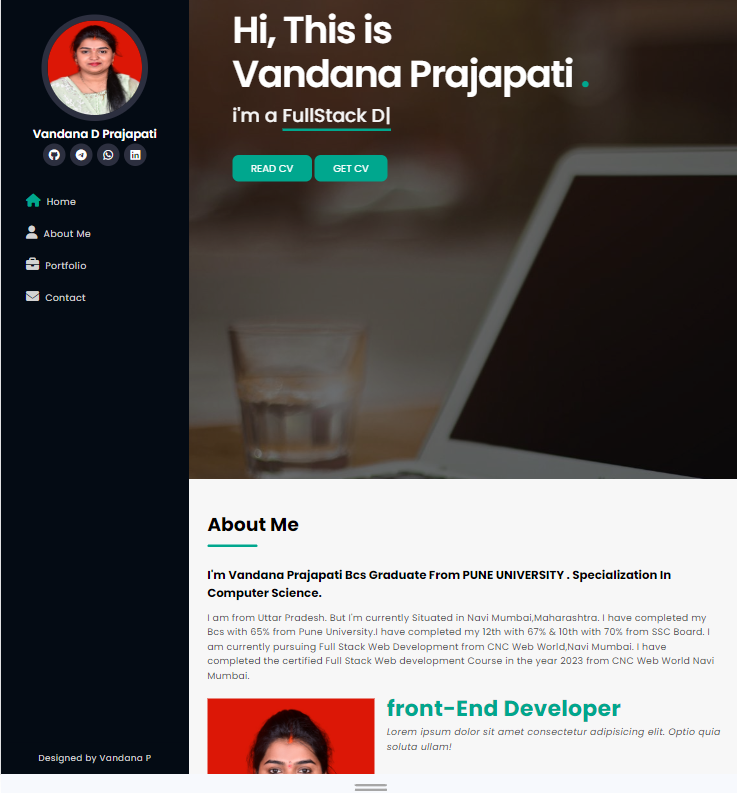 Vandana D Prajapati
Home
About Me
Portfolio
Contact
Designed by Vandana P
Hi, This is
Vandana Prajapati .
i'm a FullStack D|
READ CV
GET CV
About Me
I'm Vandana Prajapati Bcs Graduate From PUNE UNIVERSITY . Specialization In
Computer Science.
I am from Uttar Pradesh. But I'm currently Situated in Navi Mumbai,Maharashtra. I have completed my
Bcs with 65% from Pune University.I have completed my 12th with 67% & 10th with 70% from SSC Board. I
am currently pursuing Full Stack Web Development from CNC Web World,Navi Mumbai. I have
completed the certified Full Stack Web development Course in the year 2023 from CNC Web World Navi
Mumbai.
front-End Developer
Lorem ipsum dolor sit amet consectetur adipisicing elit. Optio quia
soluta ullam!